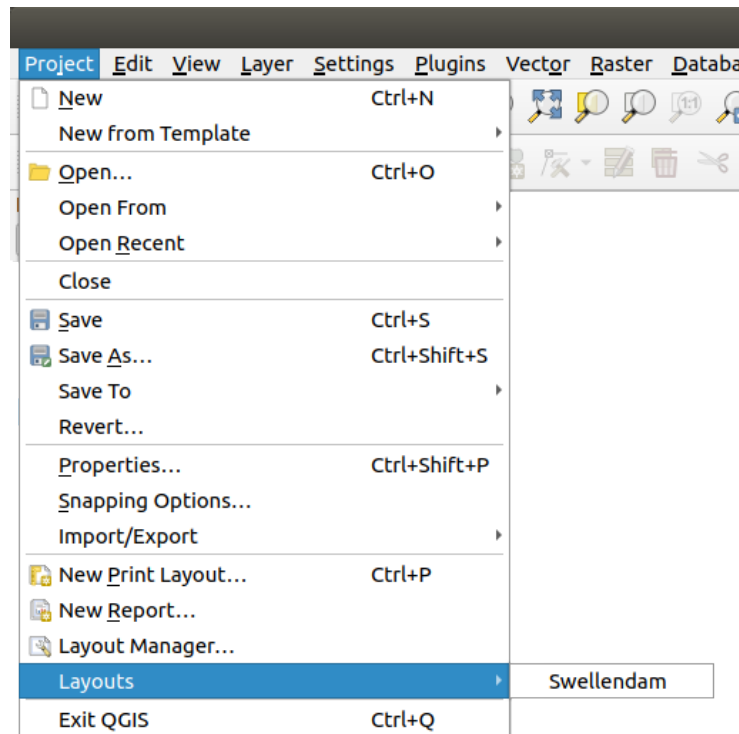 Project Edit View Layer Settings Plugins Vector Raster
New Ctrl+N
New from Template
Open... Ctrl+O
Open From
Open Recent
Close
Save Ctrl+S
Save As... Ctrl+Shift+S
Save To
Revert...
Properties... Ctrl+Shift+P
Snapping Options...
Import/Export
New Print Layout... Ctrl+P
New Report...
Layout Manager...
Layouts Swellendam
Exit QGIS Ctrl+Q